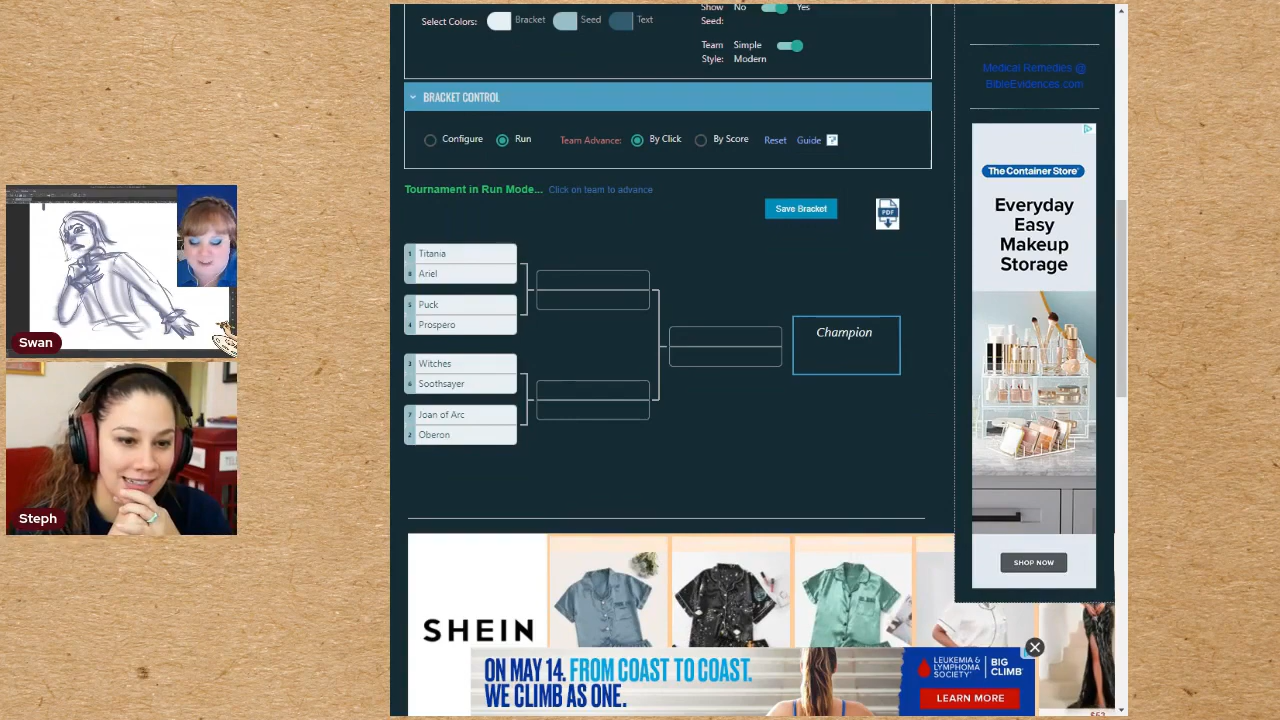 Select Colors: Bracket Seed Text
Show Seed: No Yes
Team Style: Simple Modern
BRACKET CONTROL
Configure Run Team Advance: By Click By Score Reset Guide
Tournament in Run Mode... Click on team to advance
Save Bracket
PDF
1 Titania
8 Ariel
5 Puck
4 Prospero
3 Witches
6 Soothsayer
7 Joan of Arc
2 Oberon
Champion
Swan
Steph
Medical Remedies @
BibleEvidences.com
The Container Store
Everyday
Easy
Makeup
Storage
SHOP NOW
SHEIN
ON MAY 14. FROM COAST TO COAST.
WE CLIMB AS ONE.
LEUKEMIA &
LYMPHOMA
SOCIETY
BIG
CLIMB
LEARN MORE